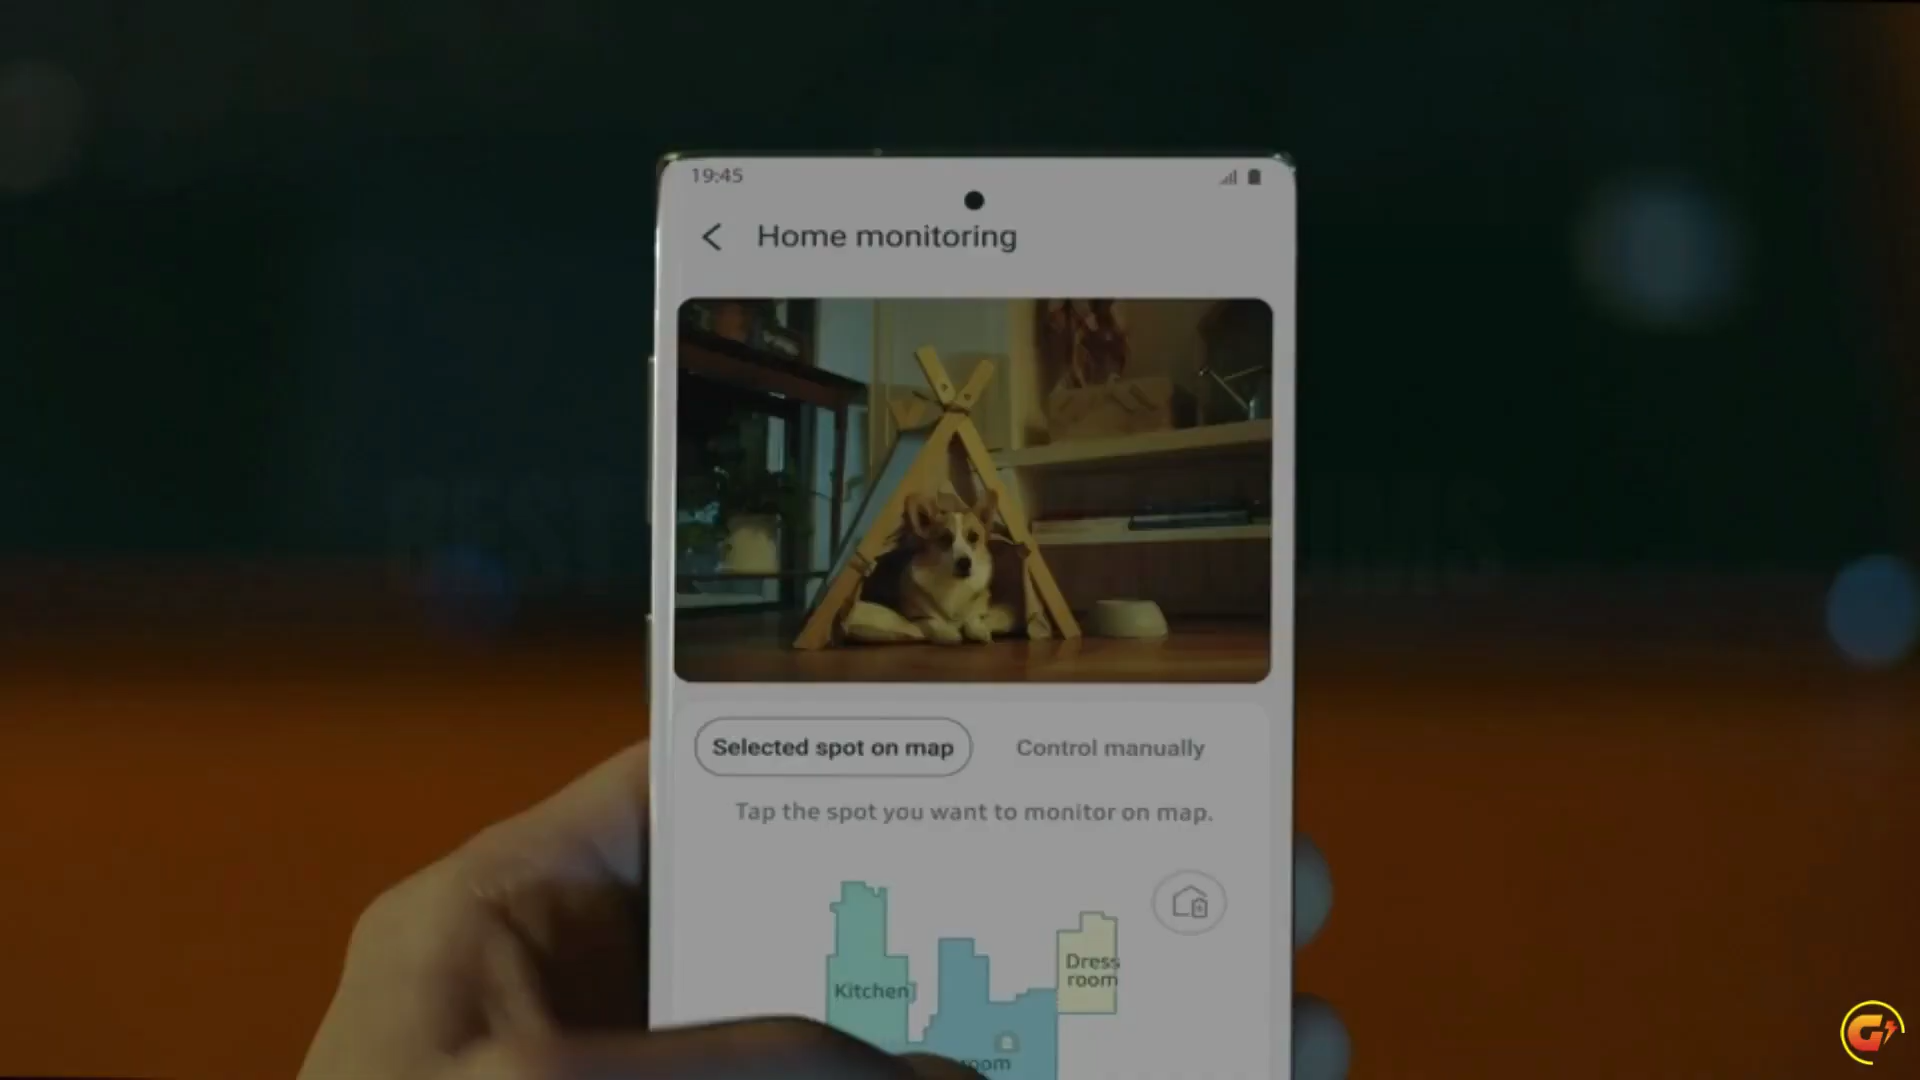 19:45
Home monitoring
Selected spot on map
Control manually
Tap the spot you want to monitor on map.
Kitchen
Dress
room
room
G